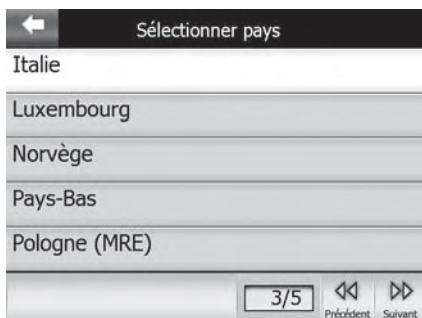 Sélectionner pays
Italie
Luxembourg
Norvège
Pays-Bas
Pologne (MRE)
3/5
Précédent Suivant